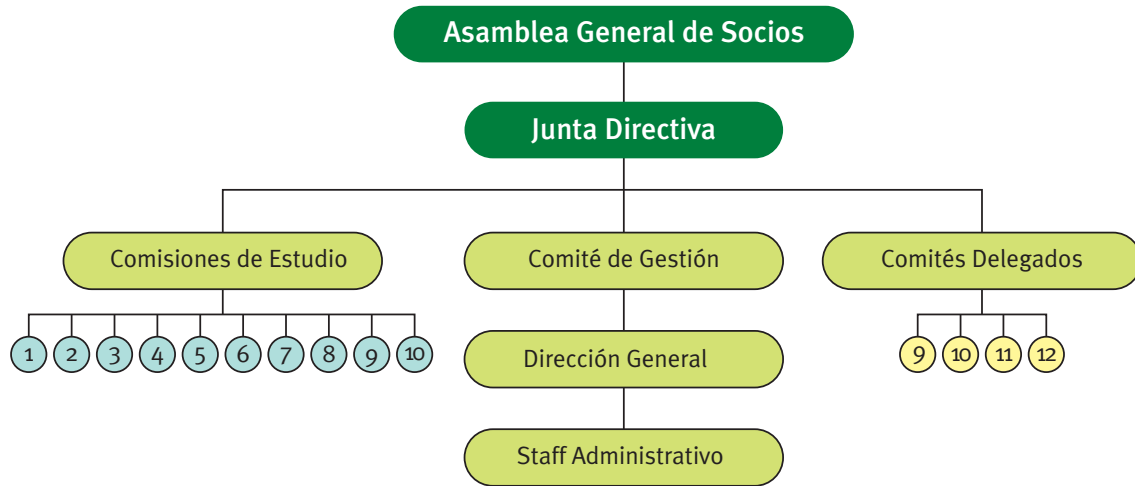 Asamblea General de Socios
Junta Directiva
Comisiones de Estudio
Comité de Gestión
Comités Delegados
1 2 3 4 5 6 7 8 9 10
Dirección General
9 10 11 12
Staff Administrativo